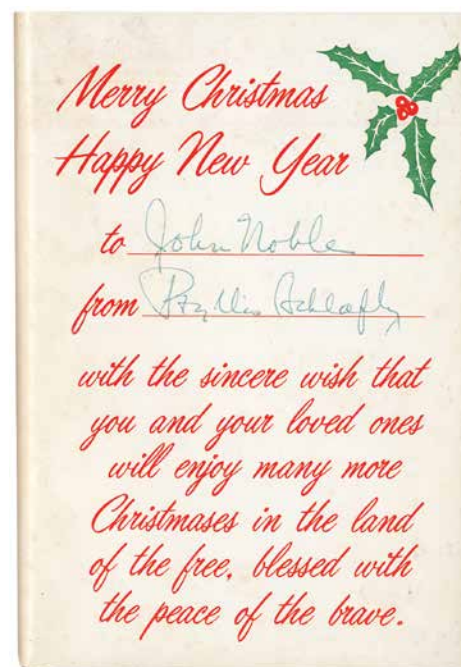 Merry Christmas
Happy New Year
to John Noble
from Phyllis Schlafly
with the sincere wish that
you and your loved ones
will enjoy many more
Christmases in the land
of the free, blessed with
the peace of the brave.